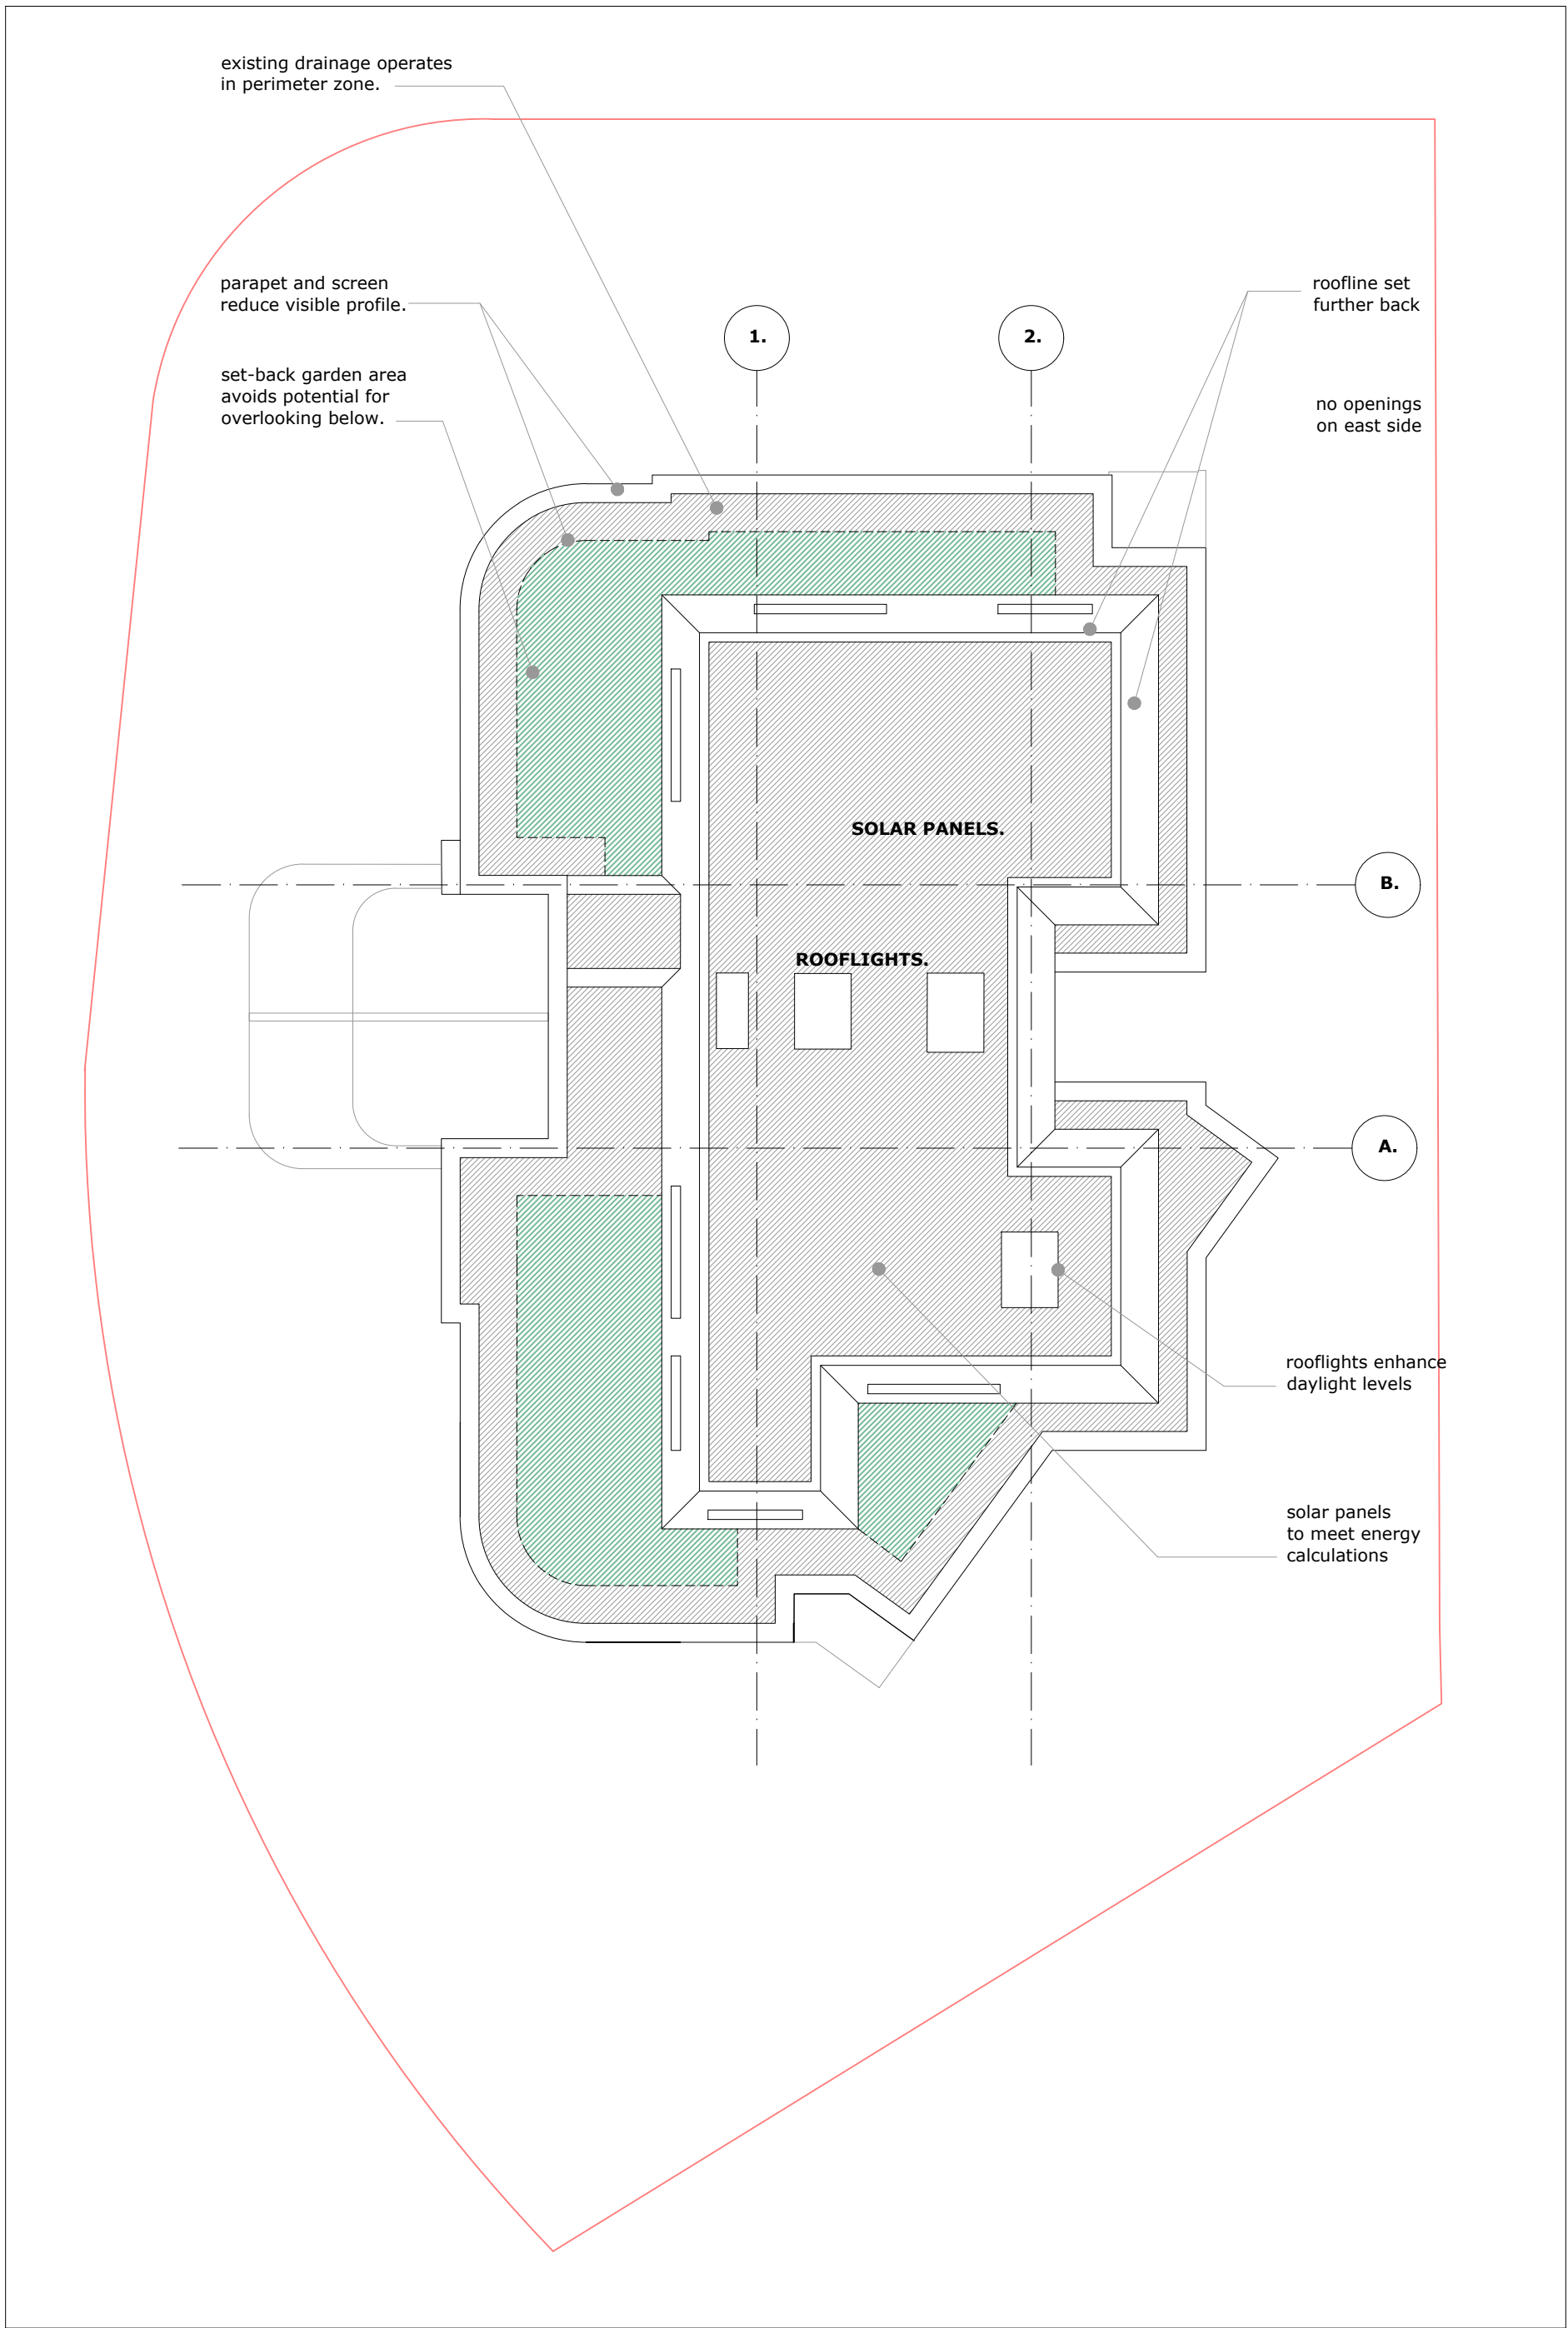 existing drainage operates
in perimeter zone.
parapet and screen
reduce visible profile.
roofline set
further back
1.
2.
set-back garden area
avoids potential for
overlooking below.
no openings
on east side
SOLAR PANELS.
B.
ROOFLIGHTS.
A.
rooflights enhance
daylight levels
solar panels
to meet energy
calculations